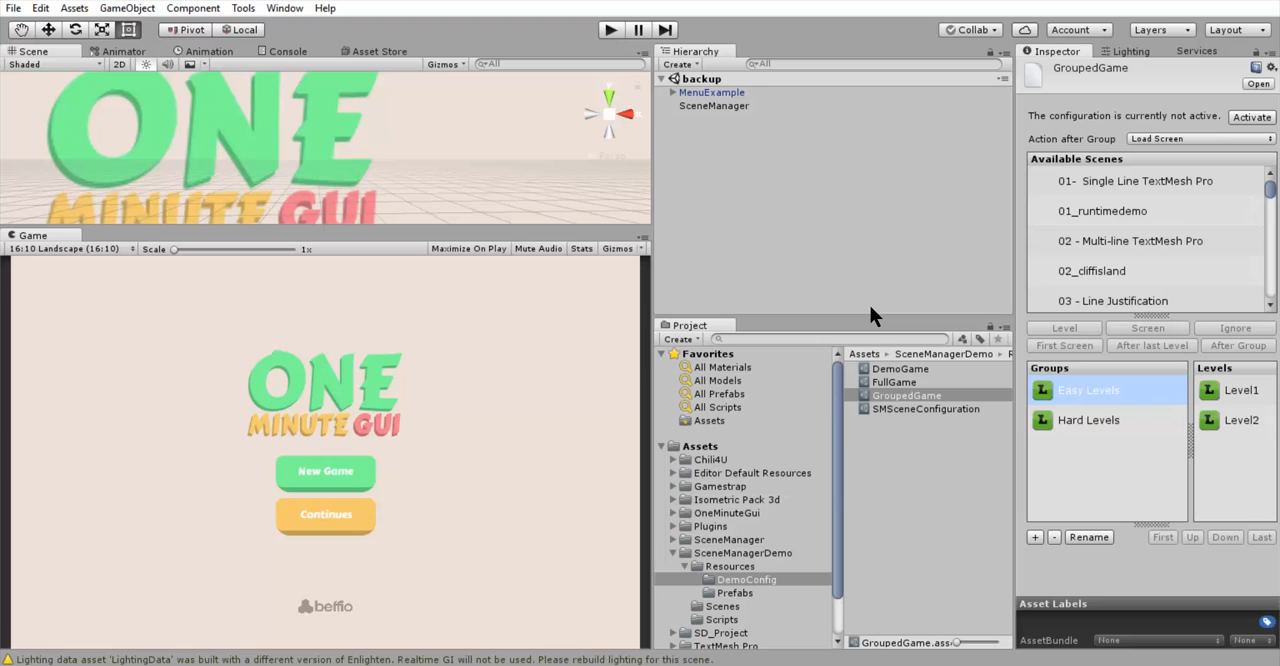 File Edit Assets GameObject Component Tools Window Help
Pivot Local Collab Account Layers Layout
Scene Animator Animation Console Asset Store
Shaded 2D Gizmos All
ONE
MINUTE GUI
Persp
Game
16:10 Landscape (16:10) Scale 1x Maximize On Play Mute Audio Stats Gizmos
ONE
MINUTE GUI
New Game
Continues
beffio
Hierarchy
Create All
backup
MenuExample
SceneManager
Project
Create
Favorites
All Materials
All Models
All Prefabs
All Scripts
Assets
Assets
Chili4U
Editor Default Resources
Gamestrap
Isometric Pack 3d
OneMinuteGui
Plugins
SceneManager
SceneManagerDemo
Resources
DemoConfig
Prefabs
Scenes
Scripts
SD_Project
TextMesh Pro
Assets SceneManagerDemo R
DemoGame
FullGame
GroupedGame
SMSceneConfiguration
GroupedGame.ass
Inspector Lighting Services
GroupedGame
Open
The configuration is currently not active. Activate
Action after Group Load Screen
Available Scenes
01- Single Line TextMesh Pro
01_runtimedemo
02 - Multi-line TextMesh Pro
02_cliffisland
03 - Line Justification
Level Screen Ignore
First Screen After last Level After Group
Groups Levels
L Easy Levels L Level1
L Hard Levels L Level2
+ - Rename First Up Down Last
Asset Labels
AssetBundle None None
Lighting data asset 'LightingData' was built with a different version of Enlighten. Realtime GI will not be used. Please rebuild lighting for this scene.